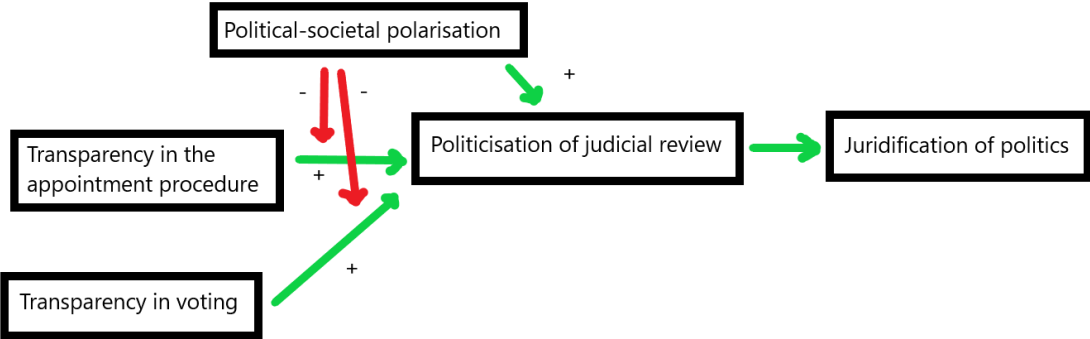 Political-societal polarisation
+
- -
Transparency in the
appointment procedure
+
Politicisation of judicial review
Juridification of politics
+
Transparency in voting